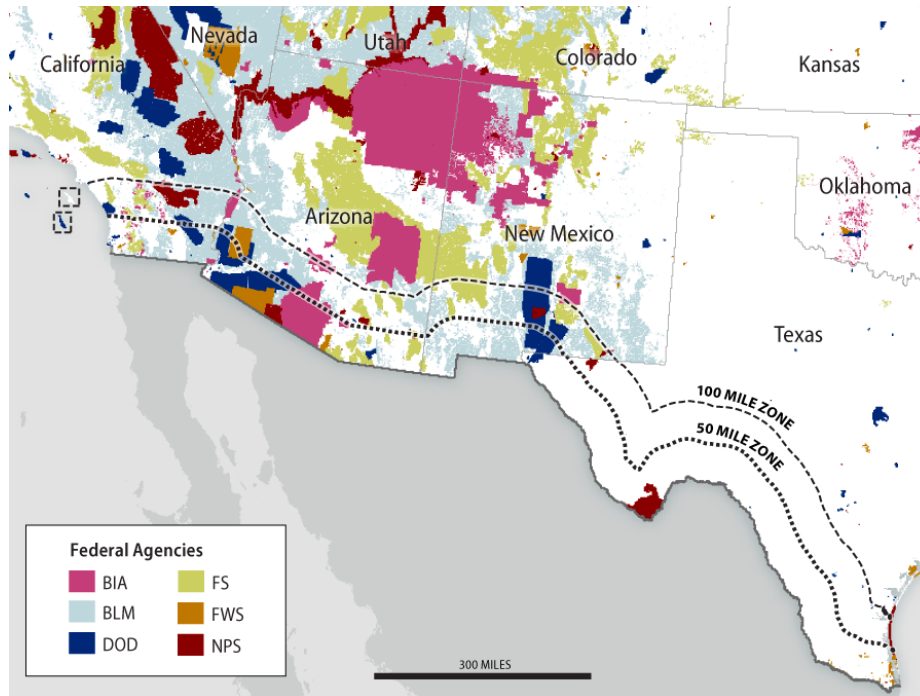 Nevada
Utah
California
Colorado
Kansas
Oklahoma
Arizona
New Mexico
Texas
100 MILE ZONE
50 MILE ZONE
Federal Agencies
BIA
FS
BLM
FWS
DOD
NPS
300 MILES